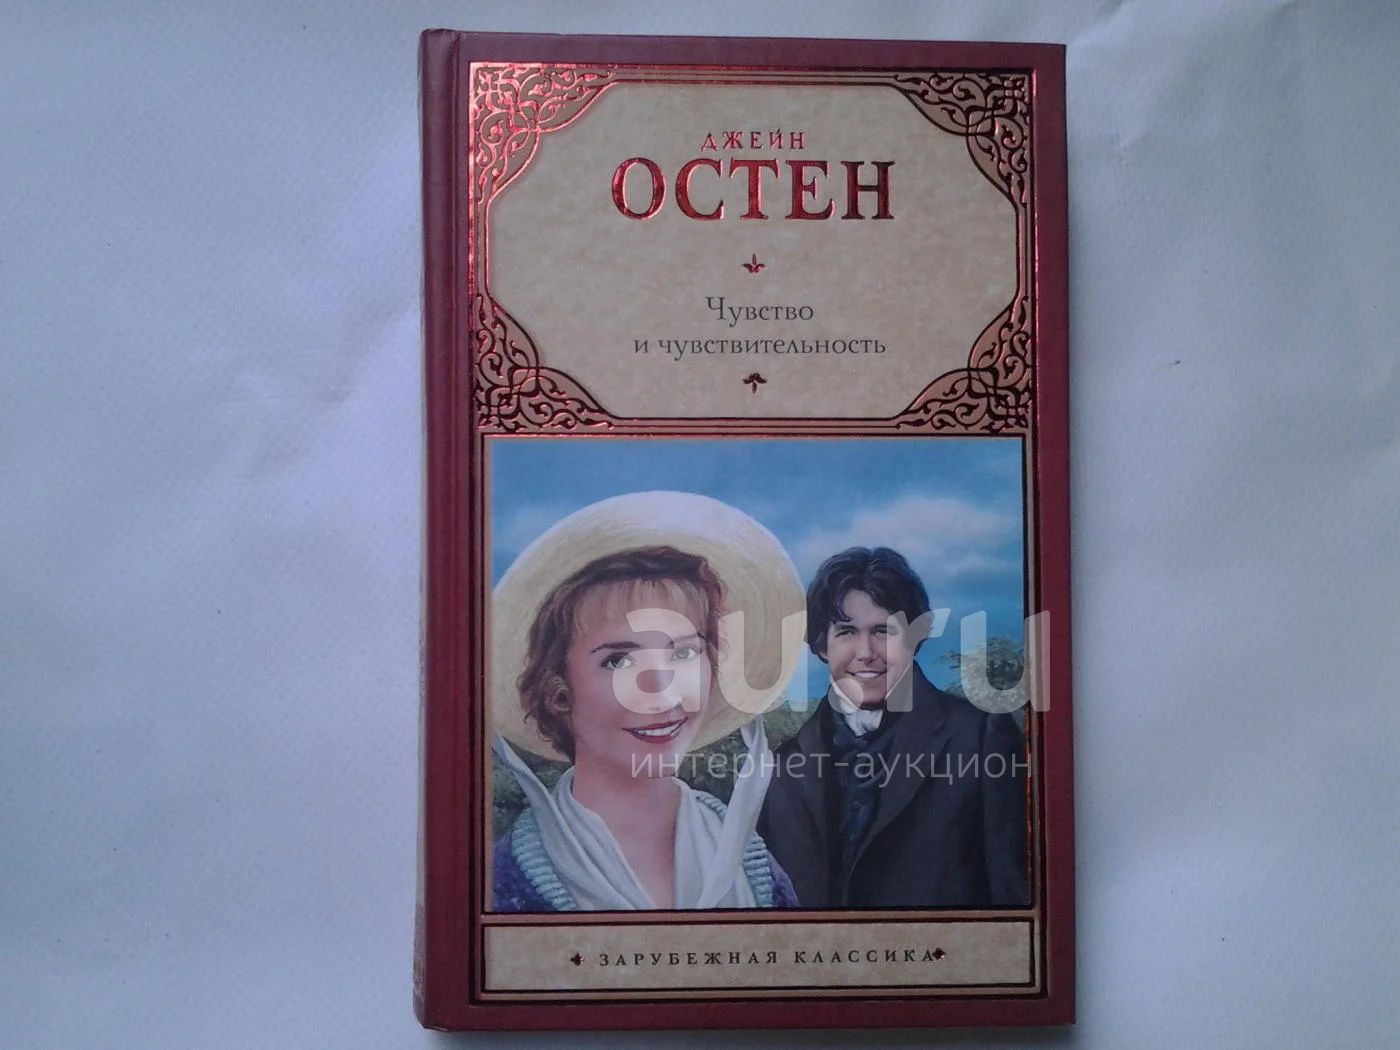 ДЖЕЙН
ОСТЕН
Чувство
и чувствительность
au.ru
интернет-аукцион
ЗАРУБЕЖНАЯ КЛАССИКА